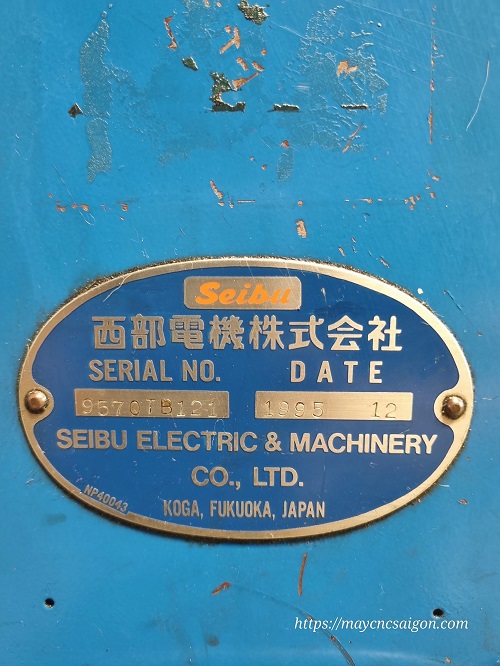 Seibu
西部電機株式会社
SERIAL NO. DATE
9570TB121 1995 12
SEIBU ELECTRIC & MACHINERY
CO., LTD.
NP40043 KOGA, FUKUOKA, JAPAN
https://maycncsaigon.com/